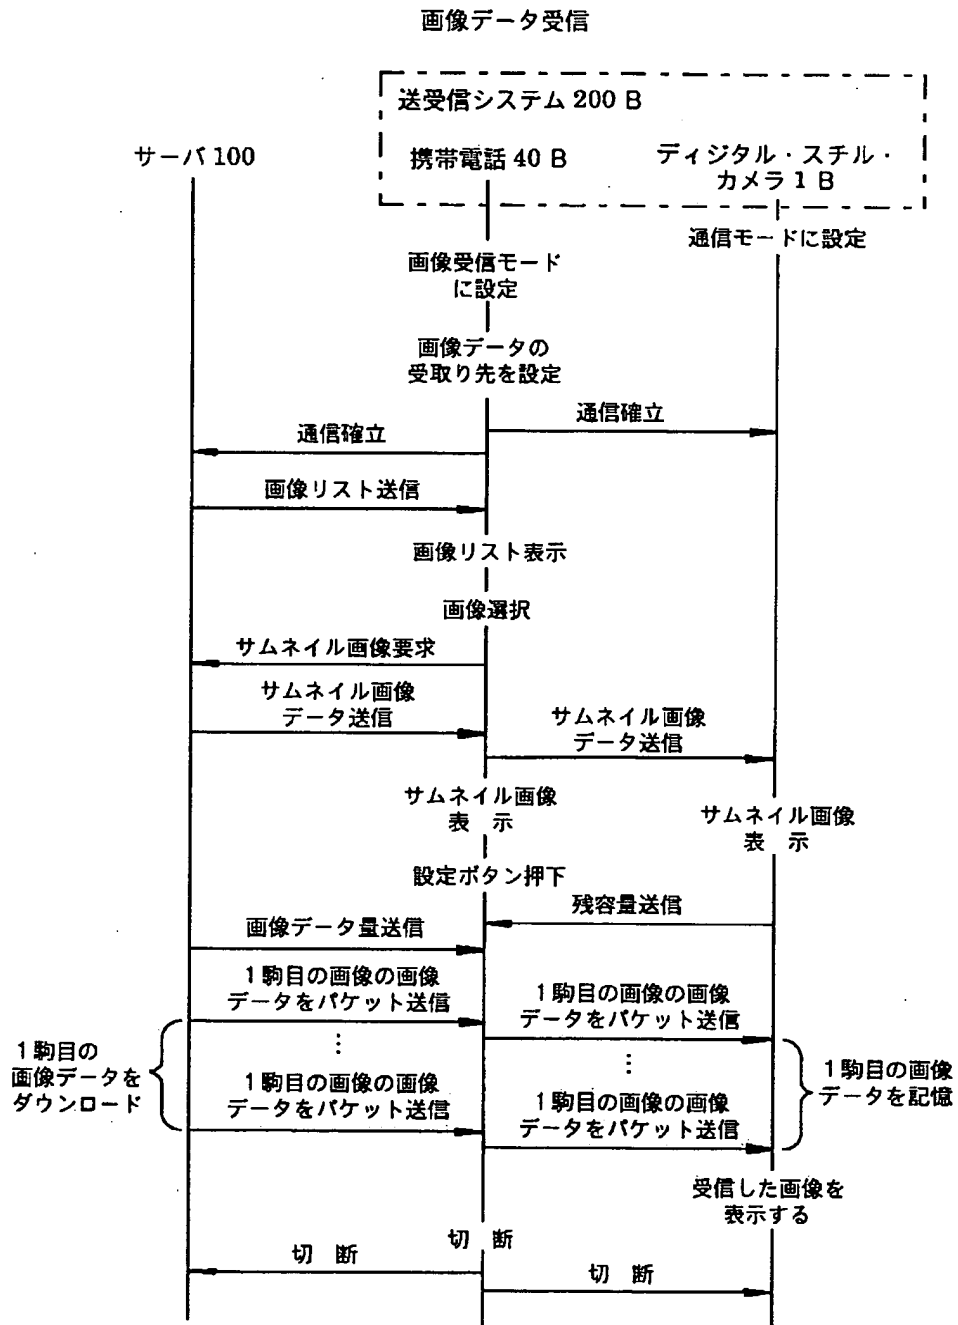 画像データ受信
送受信システム 200 B
サーバ 100
携帯電話 40 B
ディジタル・スチル・
カメラ 1 B
通信モードに設定
画像受信モード
に設定
画像データの
受取り先を設定
通信確立
通信確立
画像リスト送信
画像リスト表示
画像選択
サムネイル画像要求
サムネイル画像
データ送信
サムネイル画像
データ送信
サムネイル画像
表 示
サムネイル画像
表 示
設定ボタン押下
残容量送信
画像データ量送信
1駒目の画像の画像
データをパケット送信
1駒目の画像の画像
データをパケット送信
1駒目の
画像データを
ダウンロード
1駒目の画像の画像
データをパケット送信
1駒目の画像の画像
データをパケット送信
1駒目の画像
データを記憶
受信した画像を
表示する
切 断
切 断
切 断